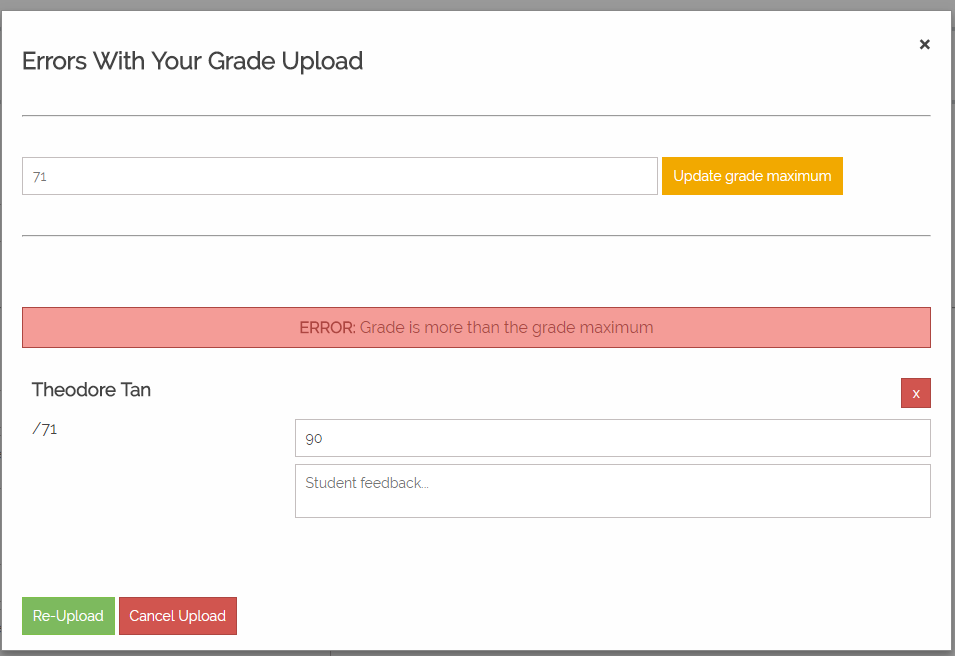 ×
Errors With Your Grade Upload
71
Update grade maximum
ERROR: Grade is more than the grade maximum
Theodore Tan
x
/71
90
Student feedback...
Re-Upload
Cancel Upload